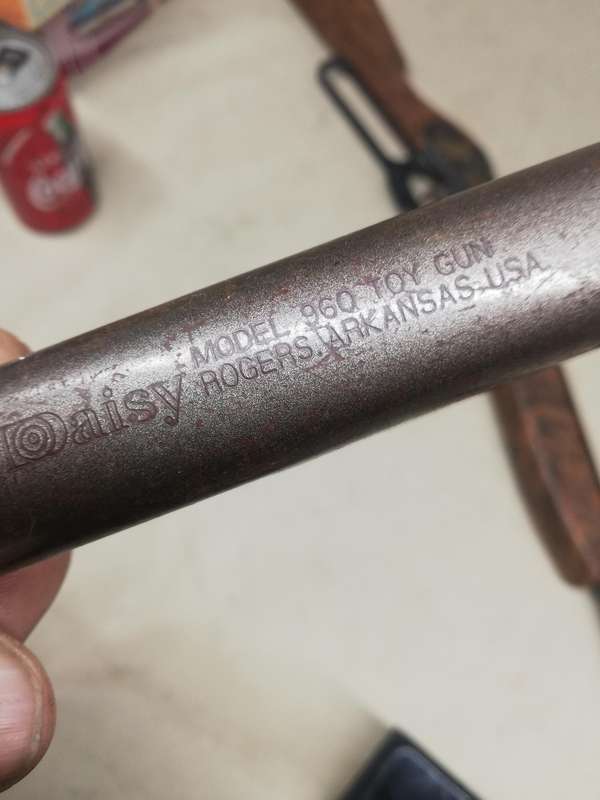 Daisy
MODEL 960 TOY GUN
ROGERS, ARKANSAS USA